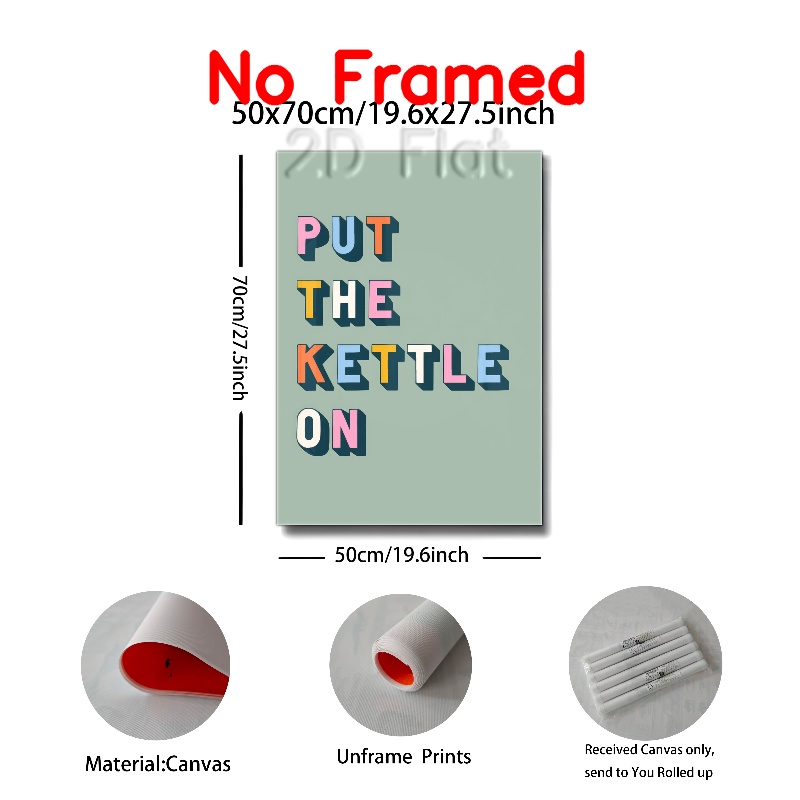 No Framed
50x70cm/19.6x27.5inch
2D Flat
70cm/27.5inch
PUT
THE
KETTLE
ON
50cm/19.6inch
Material:Canvas
Unframe Prints
Received Canvas only,
send to You Rolled up